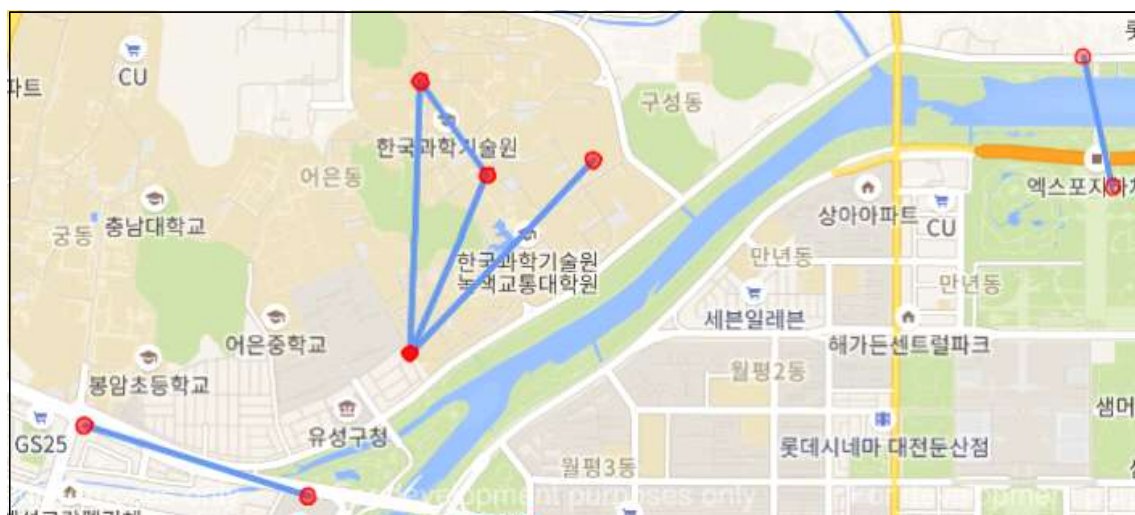 CU
파트
구성동
한국과학기술원
어은동
충남대학교
궁동
엑스포
상아아파트
CU
한국과학기술원
녹색교통대학원
만년동
만년동
세븐일레븐
어은중학교
해가든센트럴파크
봉암초등학교
월평2동
샘머
GS25
유성구청
롯데시네마 대전둔산점
월평3동
development purposes only